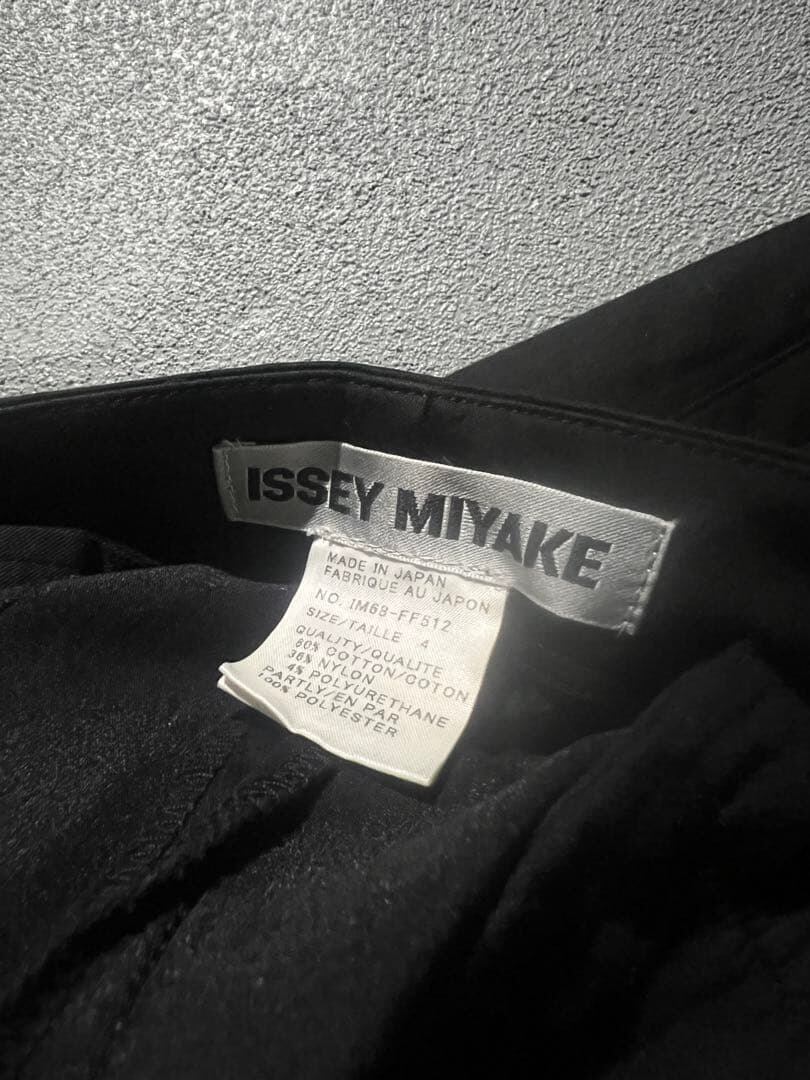 ISSEY MIYAKE
MADE IN JAPAN
FABRIQUE AU JAPON
NO. IM68-FF512
SIZE/TAILLE 4
QUALITY/QUALITE
60% COTTON/COTON
36% NYLON
4% POLYURETHANE
PARTLY/EN PAR
100% POLYESTER